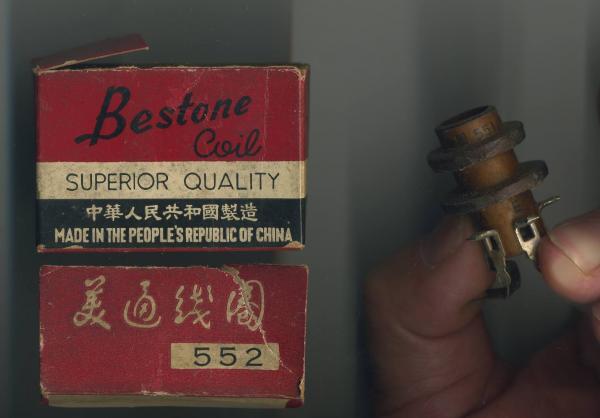 Bestone
Coil
SUPERIOR QUALITY
中華人民共和國製造
MADE IN THE PEOPLE'S REPUBLIC OF CHINA
美通线圈
552